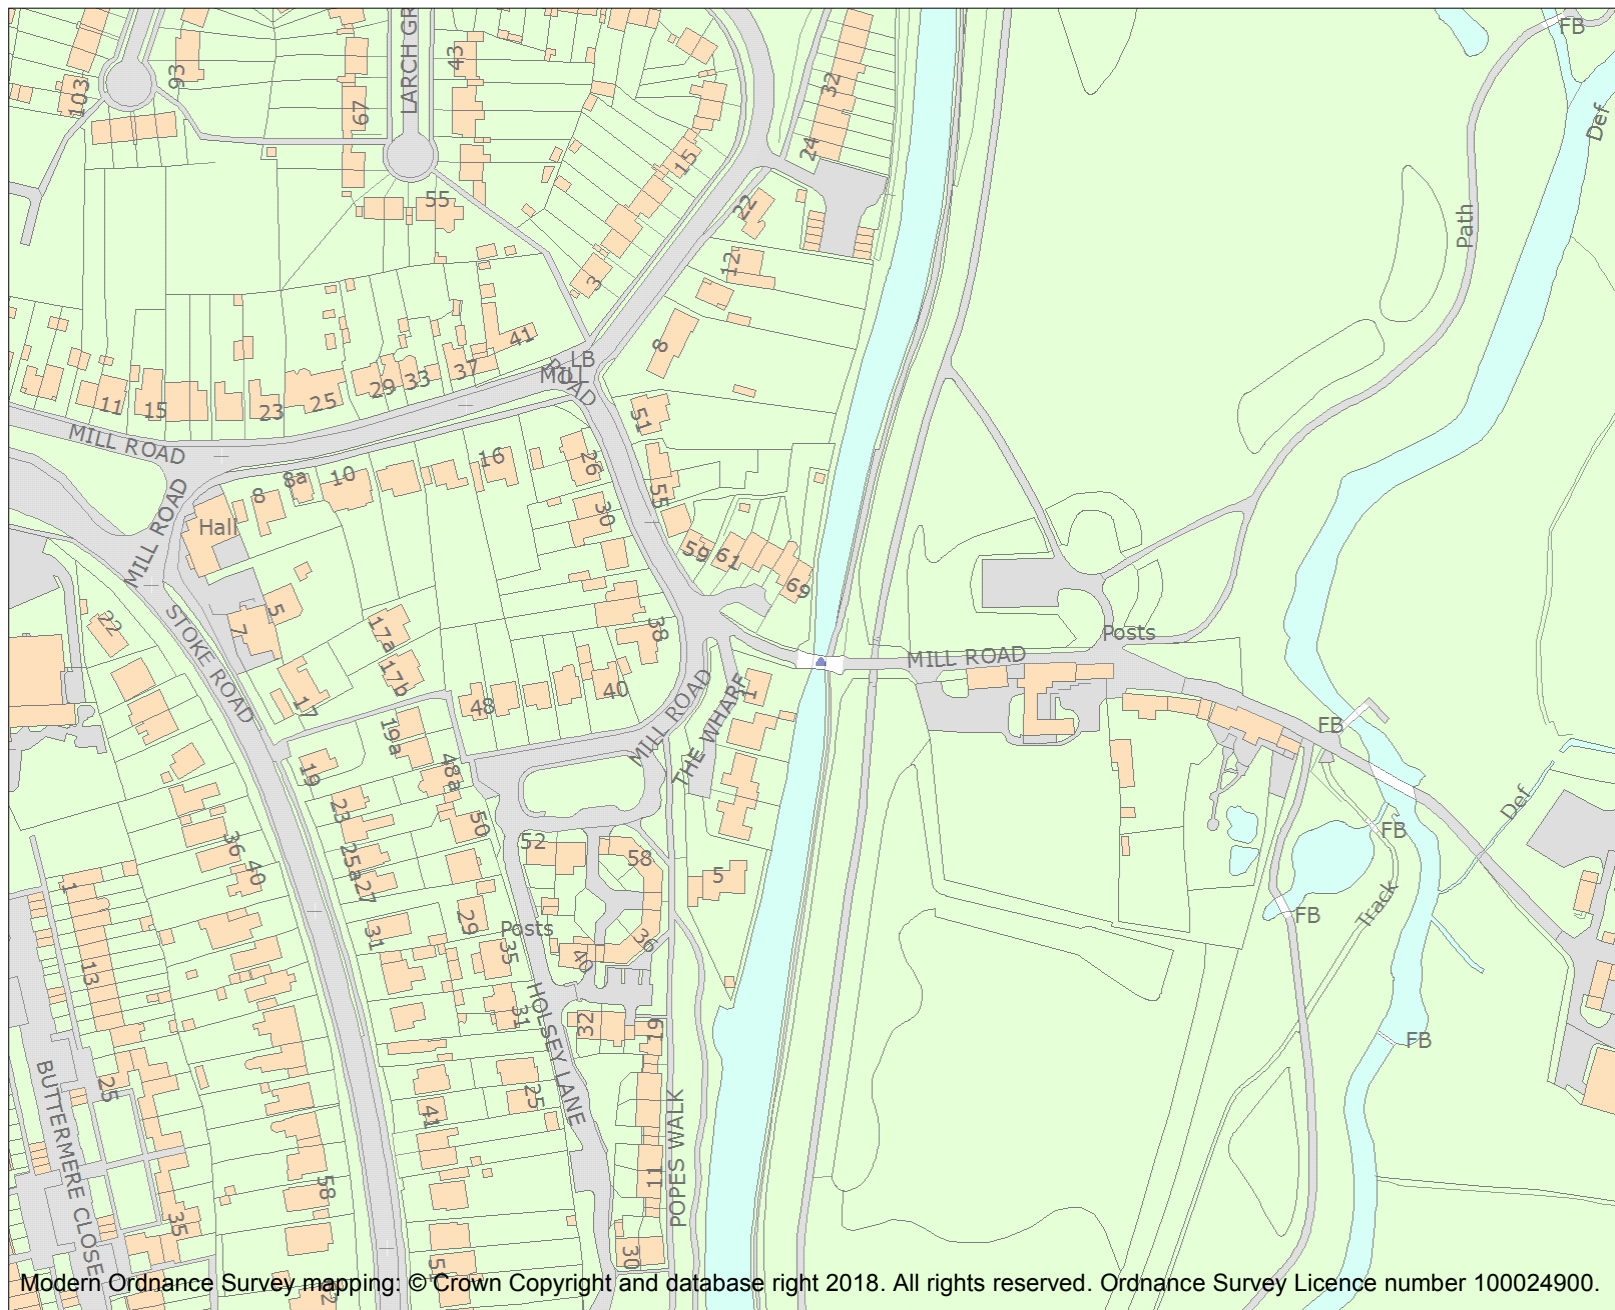 FB
103
93
67
LARCH GR
43
32
24
15
55
22
12
3
8
Def
Path
LB
MILL
ROAD
41
37
33
29
25
23
15
11
MILL ROAD
51
55
26
16
10
8a
8
Hall
30
59
61
69
MILL ROAD
22
5
7
STOKE ROAD
17a
17b
17
38
40
48
Posts
MILL ROAD
1
THE WHARF
MILL ROAD
FB
19a
19
48a
23
50
52
58
25a
27
36
40
5
FB
Def
FB
Track
1
13
31
29
35
Posts
40
36
31
32
19
HOLSEY LANE
FB
BUTTERMERE CLOSE
25
41
25
POPES WALK
11
58
35
30
51
72
Modern Ordnance Survey mapping: © Crown Copyright and database right 2018. All rights reserved. Ordnance Survey Licence number 100024900.